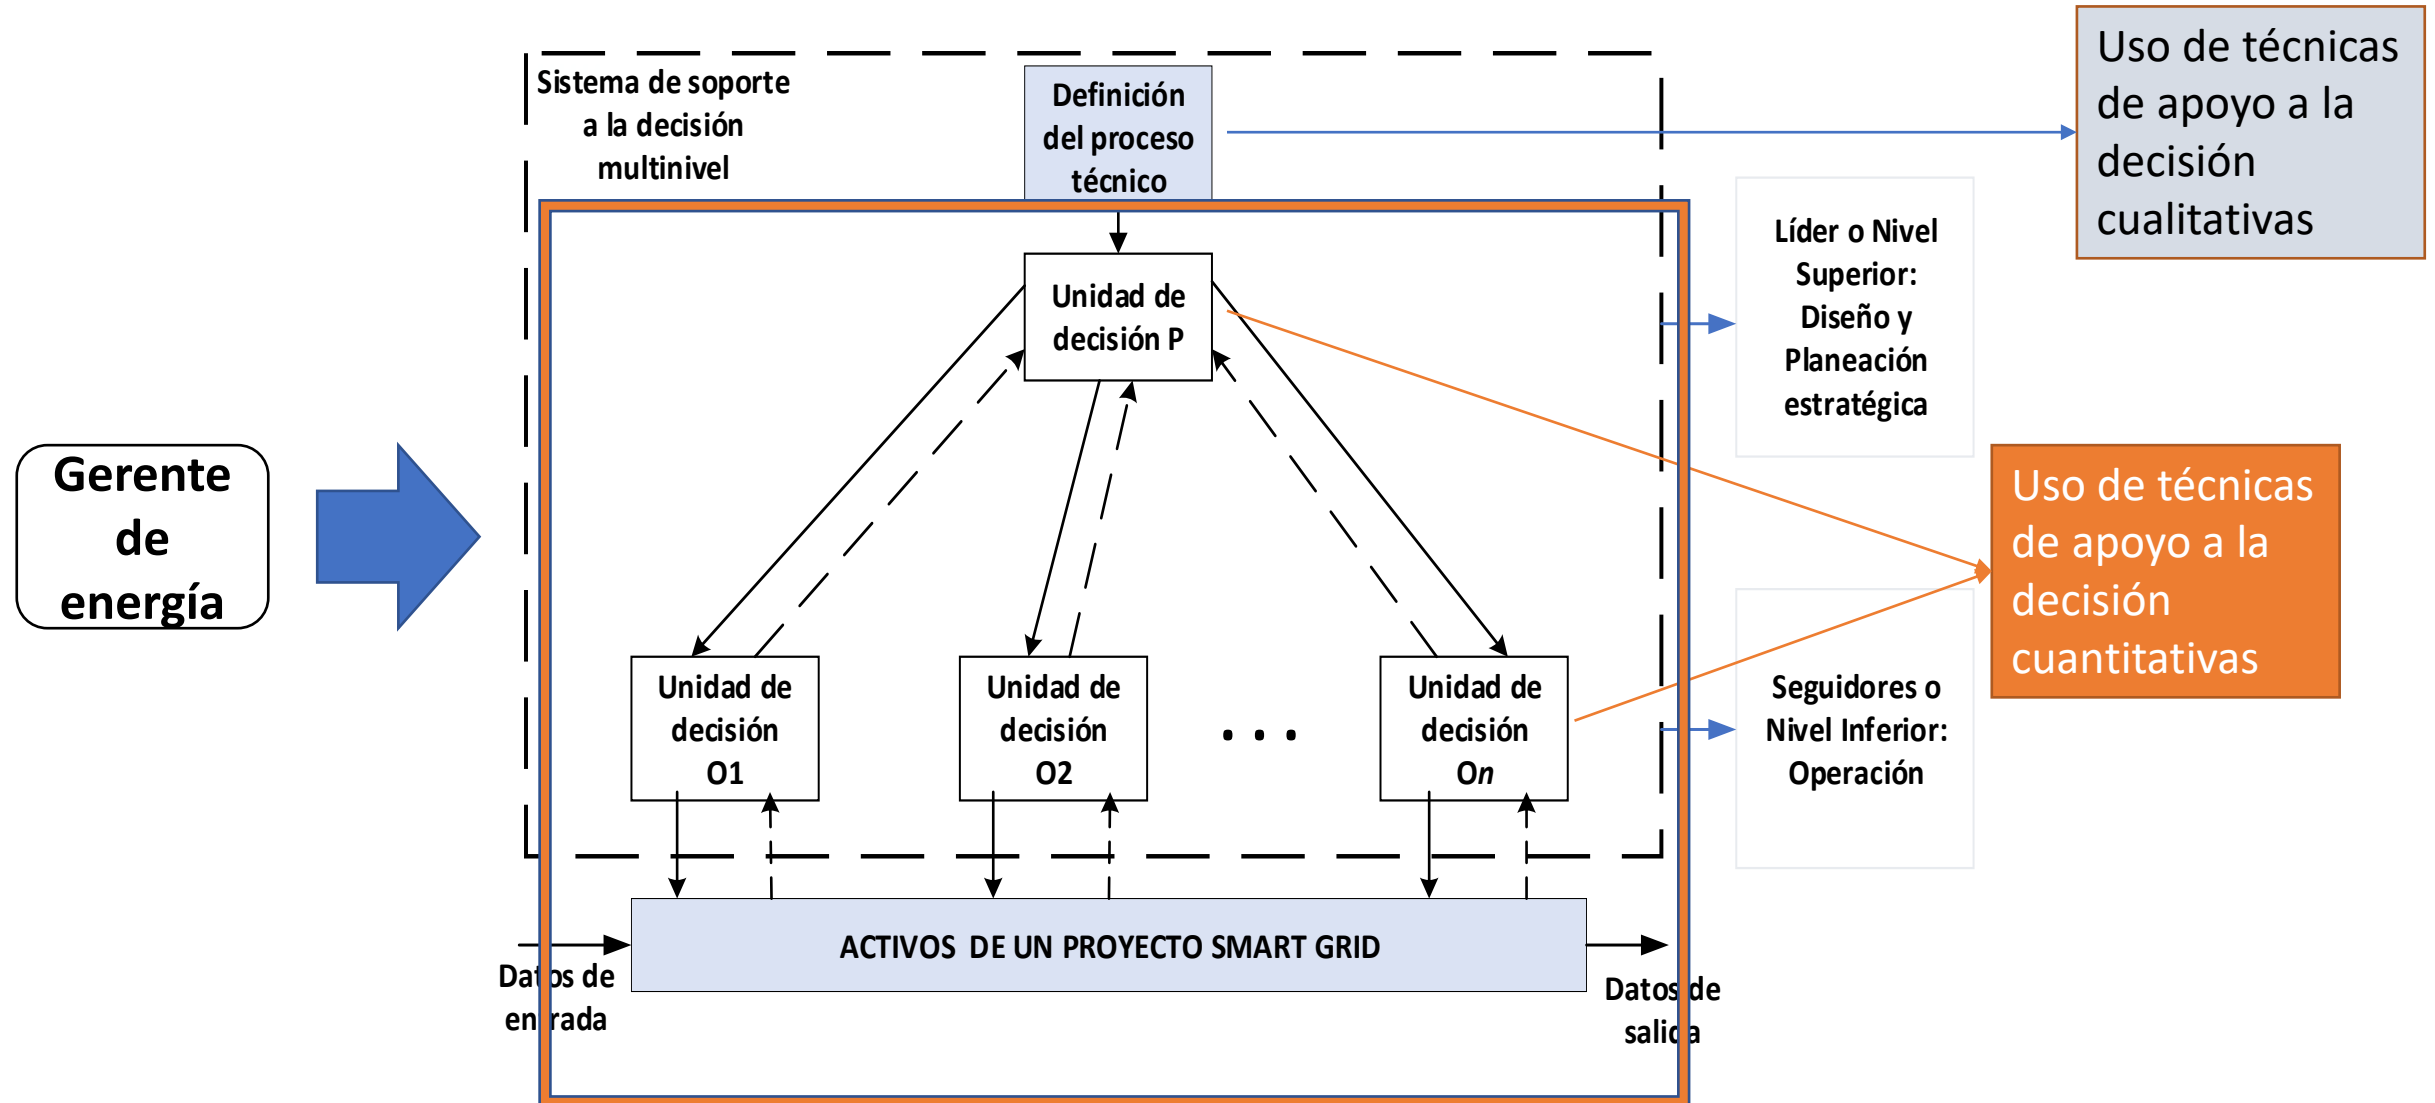 Sistema de soporte
a la decisión
multinivel
Definición
del proceso
técnico
Uso de técnicas
de apoyo a la
decisión
cualitativas
Líder o Nivel
Superior:
Diseño y
Planeación
estratégica
Unidad de
decisión P
Gerente
de
energía
Uso de técnicas
de apoyo a la
decisión
cuantitativas
Unidad de
decisión
O1
Unidad de
decisión
O2
. . .
Unidad de
decisión
On
Seguidores o
Nivel Inferior:
Operación
ACTIVOS DE UN PROYECTO SMART GRID
Datos de
entrada
Datos de
salida